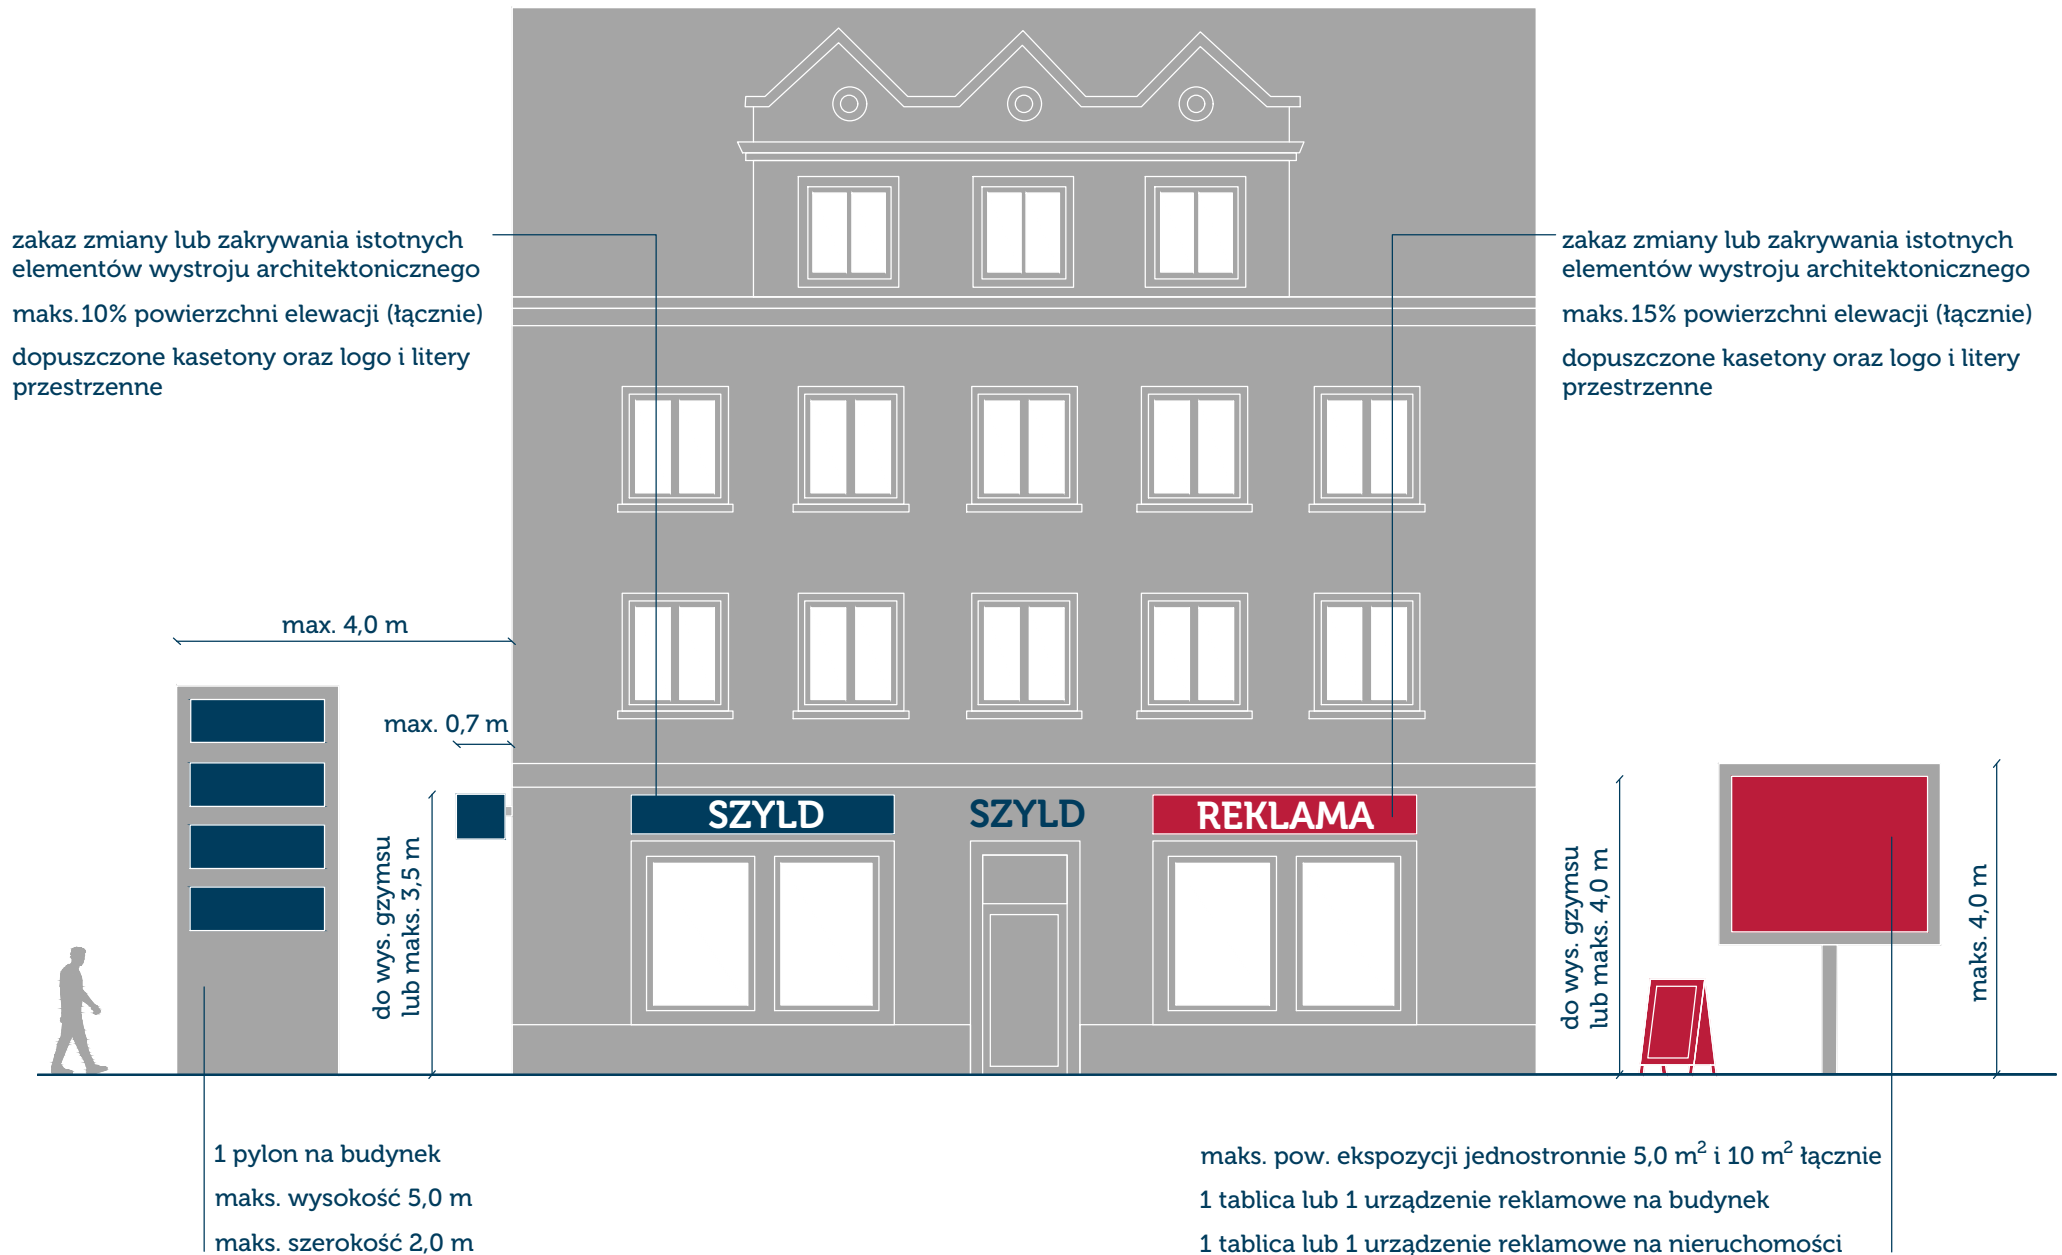 zakaz zmiany lub zakrywania istotnych
elementów wystroju architektonicznego
maks.10% powierzchni elewacji (łącznie)
dopuszczone kasetony oraz logo i litery
przestrzenne
zakaz zmiany lub zakrywania istotnych
elementów wystroju architektonicznego
maks.15% powierzchni elewacji (łącznie)
dopuszczone kasetony oraz logo i litery
przestrzenne
max. 4,0 m
max. 0,7 m
do wys. gzymsu
lub maks. 3,5 m
SZYLD
SZYLD
REKLAMA
do wys. gzymsu
lub maks. 4,0 m
maks. 4,0 m
1 pylon na budynek
maks. wysokość 5,0 m
maks. szerokość 2,0 m
maks. pow. ekspozycji jednostronnie 5,0 m² i 10 m² łącznie
1 tablica lub 1 urządzenie reklamowe na budynek
1 tablica lub 1 urządzenie reklamowe na nieruchomości